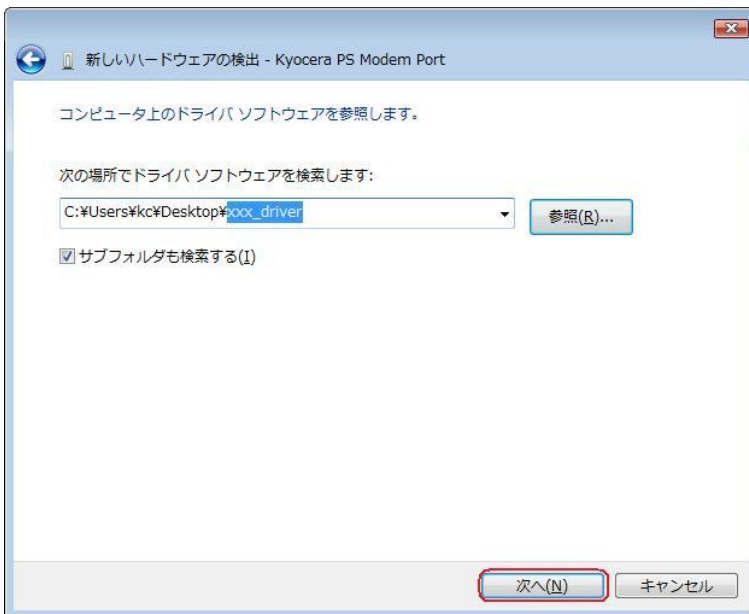 新しいハードウェアの検出 - Kyocera PS Modem Port
コンピュータ上のドライバ ソフトウェアを参照します。
次の場所でドライバ ソフトウェアを検索します:
C:¥Users¥kc¥Desktop¥xxx_driver
参照(R)...
サブフォルダも検索する(I)
次へ(N)
キャンセル